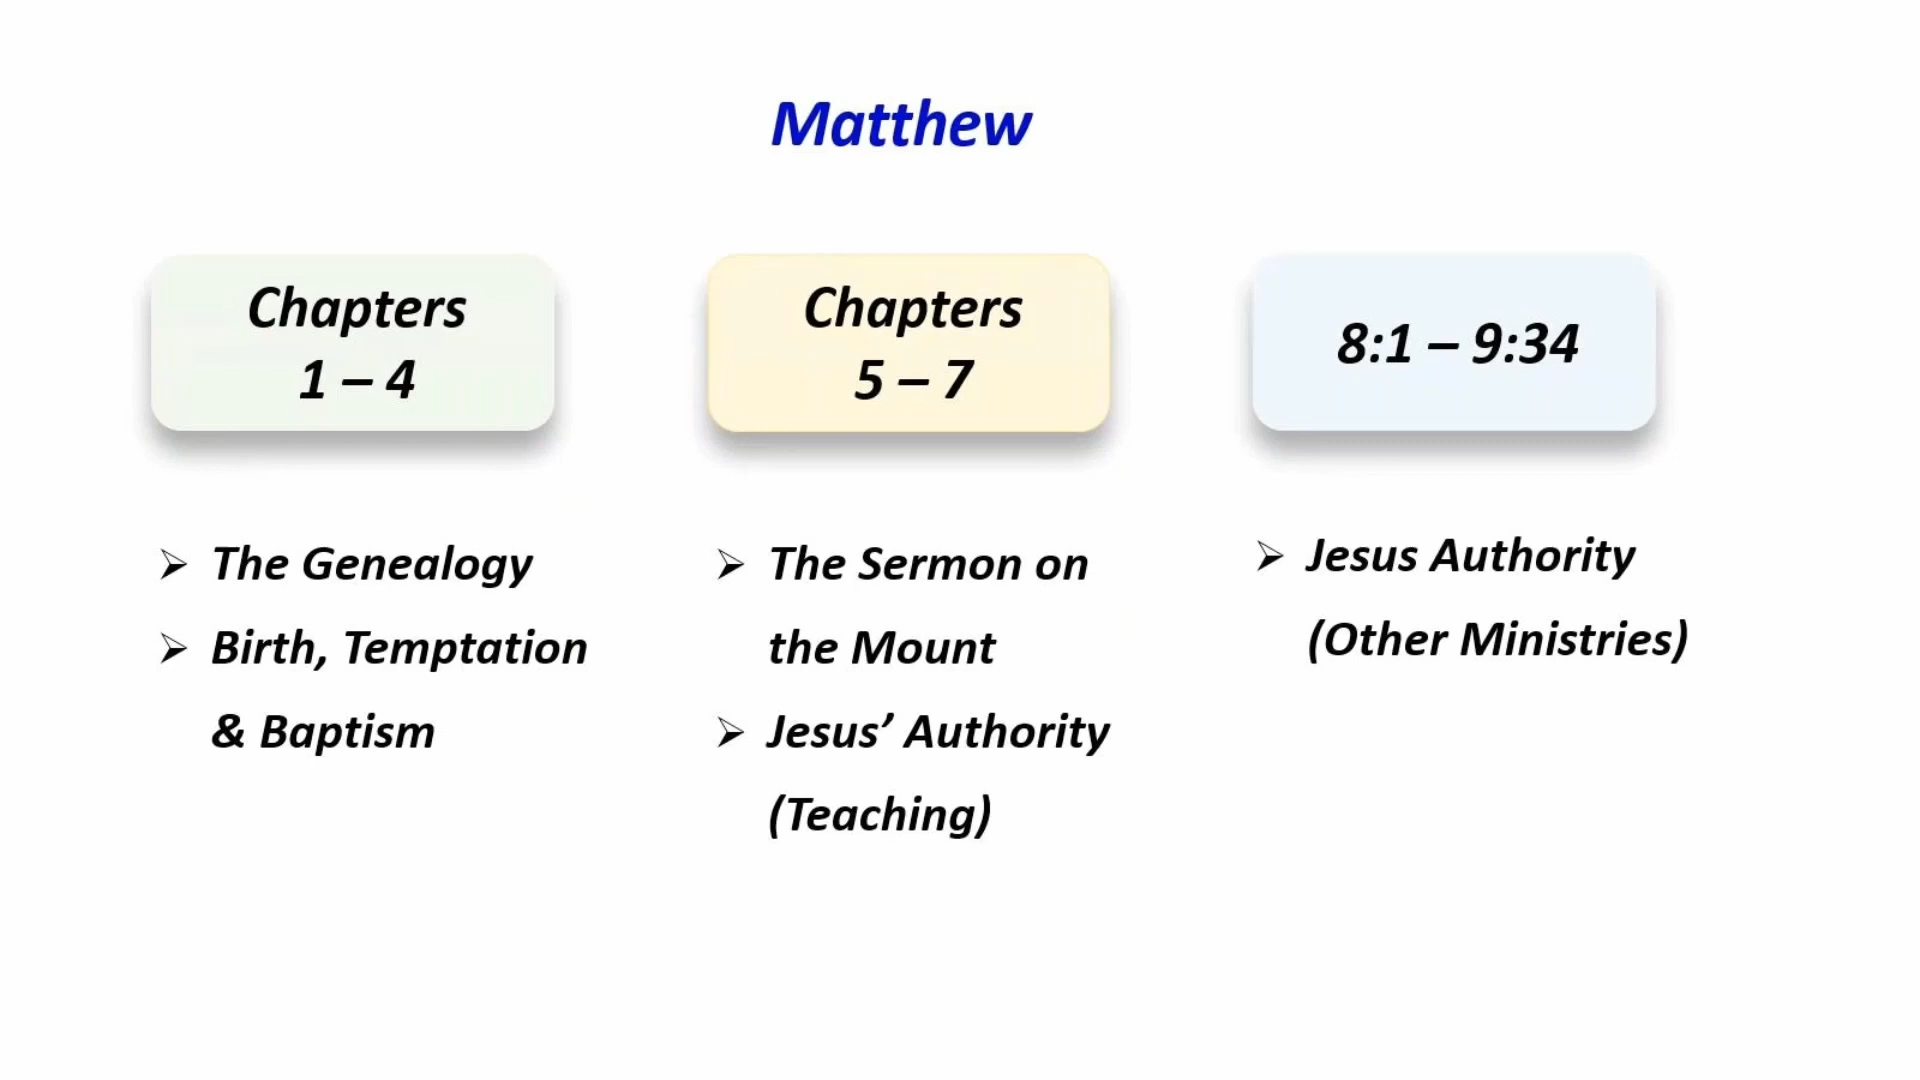 Matthew
Chapters
1 – 4
The Genealogy
Birth, Temptation
& Baptism
Chapters
5 – 7
The Sermon on
the Mount
Jesus’ Authority
(Teaching)
8:1 – 9:34
Jesus Authority
(Other Ministries)